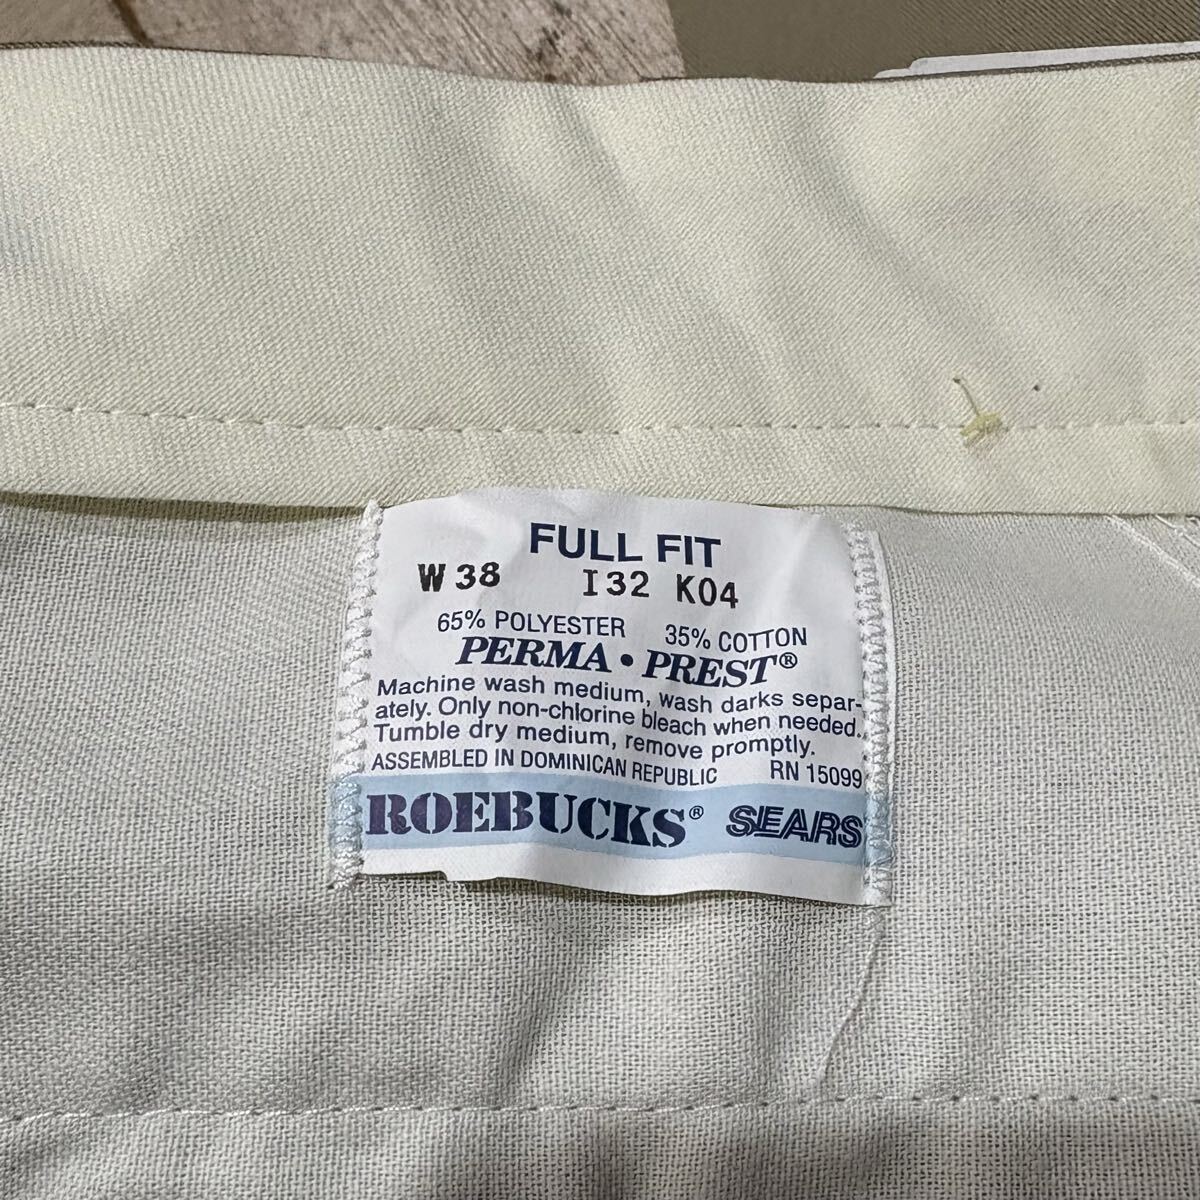 FULL FIT
W 38 I32 K04
65% POLYESTER 35% COTTON
PERMA • PREST®
Machine wash medium, wash darks separ-
ately. Only non-chlorine bleach when needed.
Tumble dry medium, remove promptly.
ASSEMBLED IN DOMINICAN REPUBLIC RN 15099
ROEBUCKS® SEARS